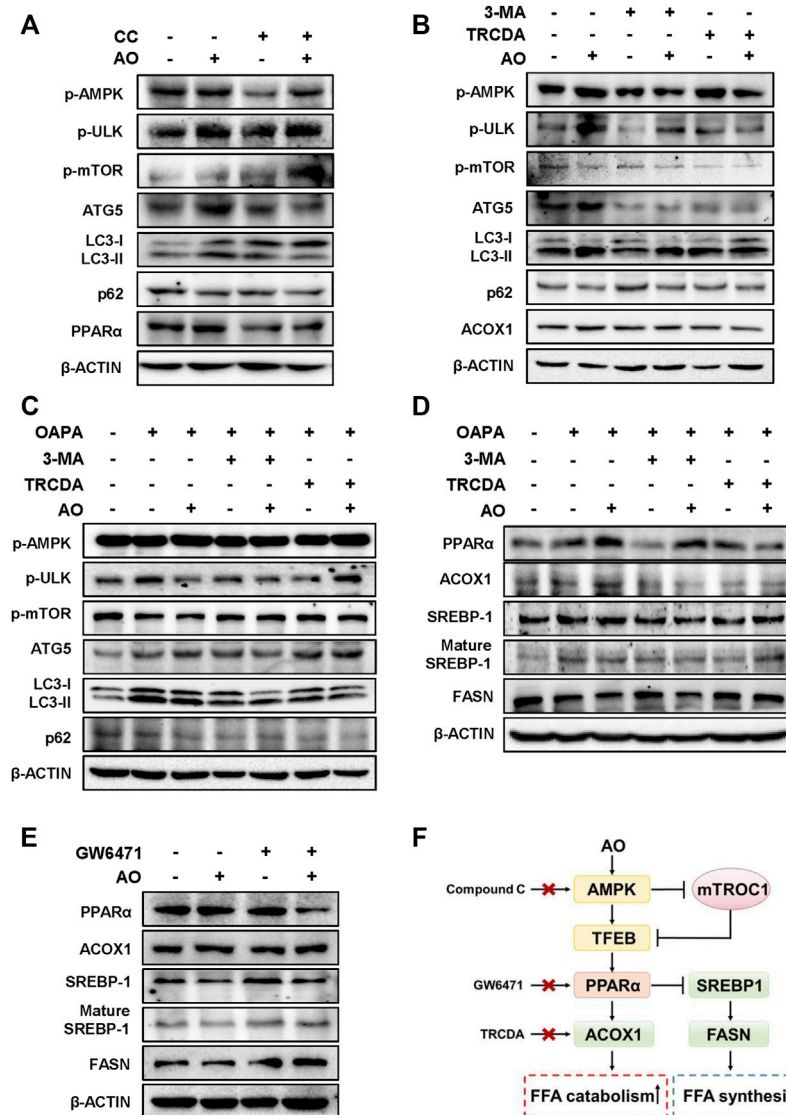 A
CC - - + +
AO - + - +
p-AMPK
p-ULK
p-mTOR
ATG5
LC3-I
LC3-II
p62
PPARα
β-ACTIN
B
3-MA - - + + - -
TRCDA - - - - + +
AO - + - + - +
p-AMPK
p-ULK
p-mTOR
ATG5
LC3-I
LC3-II
p62
ACOX1
β-ACTIN
C
OAPA - + + + + + +
3-MA - - - + + - -
TRCDA - - - - - + +
AO - - + - + - +
p-AMPK
p-ULK
p-mTOR
ATG5
LC3-I
LC3-II
p62
β-ACTIN
D
OAPA - + + + + + +
3-MA - - - + + - -
TRCDA - - - - - + +
AO - - + - + - +
PPARα
ACOX1
SREBP-1
Mature
SREBP-1
FASN
β-ACTIN
E
GW6471 - - + +
AO - + - +
PPARα
ACOX1
SREBP-1
Mature
SREBP-1
FASN
β-ACTIN
F
AO
Compound C AMPK mTROC1
TFEB
GW6471 PPARα SREBP1
TRCDA ACOX1 FASN
FFA catabolism FFA synthesi